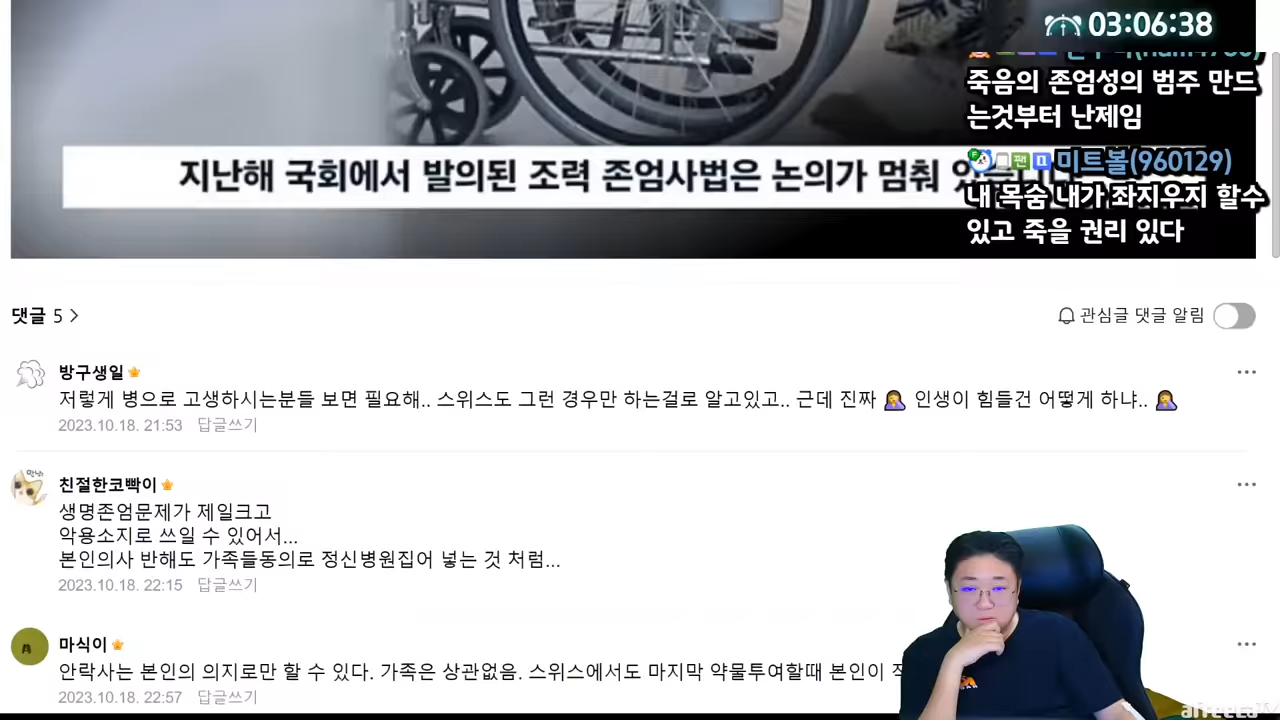 03:06:38
죽음의 존엄성의 범주 만드
는것부터 난제임
팬 미트볼(960129)
내 목숨 내가 좌지우지 할수
있고 죽을 권리 있다
지난해 국회에서 발의된 조력 존엄사법은 논의가 멈춰
댓글 5 >
관심글 댓글 알림
방구생일
저렇게 병으로 고생하시는분들 보면 필요해.. 스위스도 그런 경우만 하는걸로 알고있고.. 근데 진짜 🤦‍♀️ 인생이 힘들건 어떻게 하냐.. 🤦‍♀️
2023.10.18. 21:53 답글쓰기
친절한코빡이
생명존엄문제가 제일크고
악용소지로 쓰일 수 있어서...
본인의사 반해도 가족들동의로 정신병원집어 넣는 것 처럼...
2023.10.18. 22:15 답글쓰기
마식이
안락사는 본인의 의지로만 할 수 있다. 가족은 상관없음. 스위스에서도 마지막 약물투여할때 본인이
2023.10.18. 22:57 답글쓰기
afreecaTV